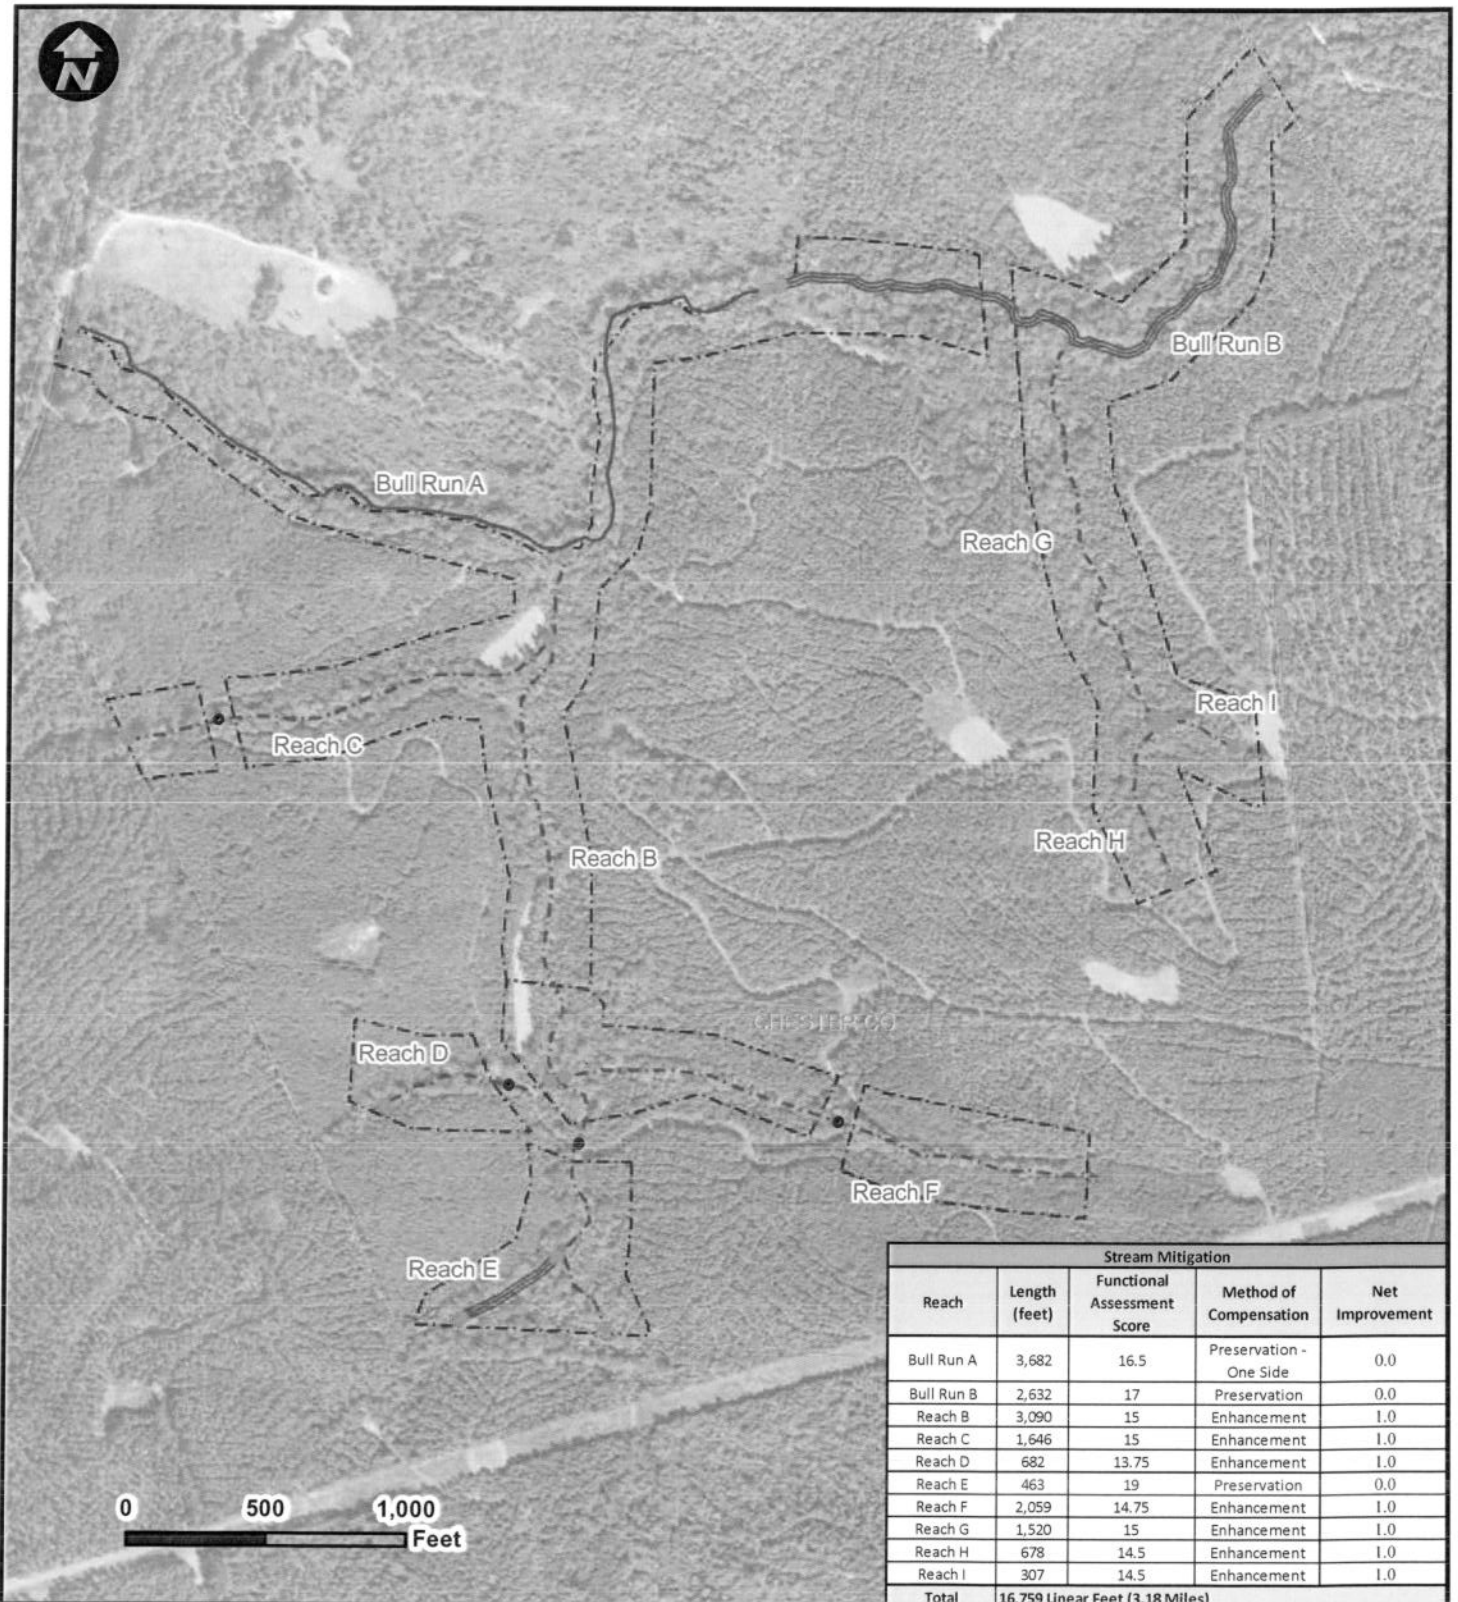 N
Bull Run B
Bull Run A
Reach G
Reach I
Reach C
Reach H
Reach B
CHESTER CO
Reach D
Reach F
Reach E
0 500 1,000
Feet
Stream Mitigation
Reach Length (feet) Functional Assessment Score Method of Compensation Net Improvement
Bull Run A 3,682 16.5 Preservation - One Side 0.0
Bull Run B 2,632 17 Preservation 0.0
Reach B 3,090 15 Enhancement 1.0
Reach C 1,646 15 Enhancement 1.0
Reach D 682 13.75 Enhancement 1.0
Reach E 463 19 Preservation 0.0
Reach F 2,059 14.75 Enhancement 1.0
Reach G 1,520 15 Enhancement 1.0
Reach H 678 14.5 Enhancement 1.0
Reach I 307 14.5 Enhancement 1.0
Total 16,759 Linear Feet (3.18 Miles)